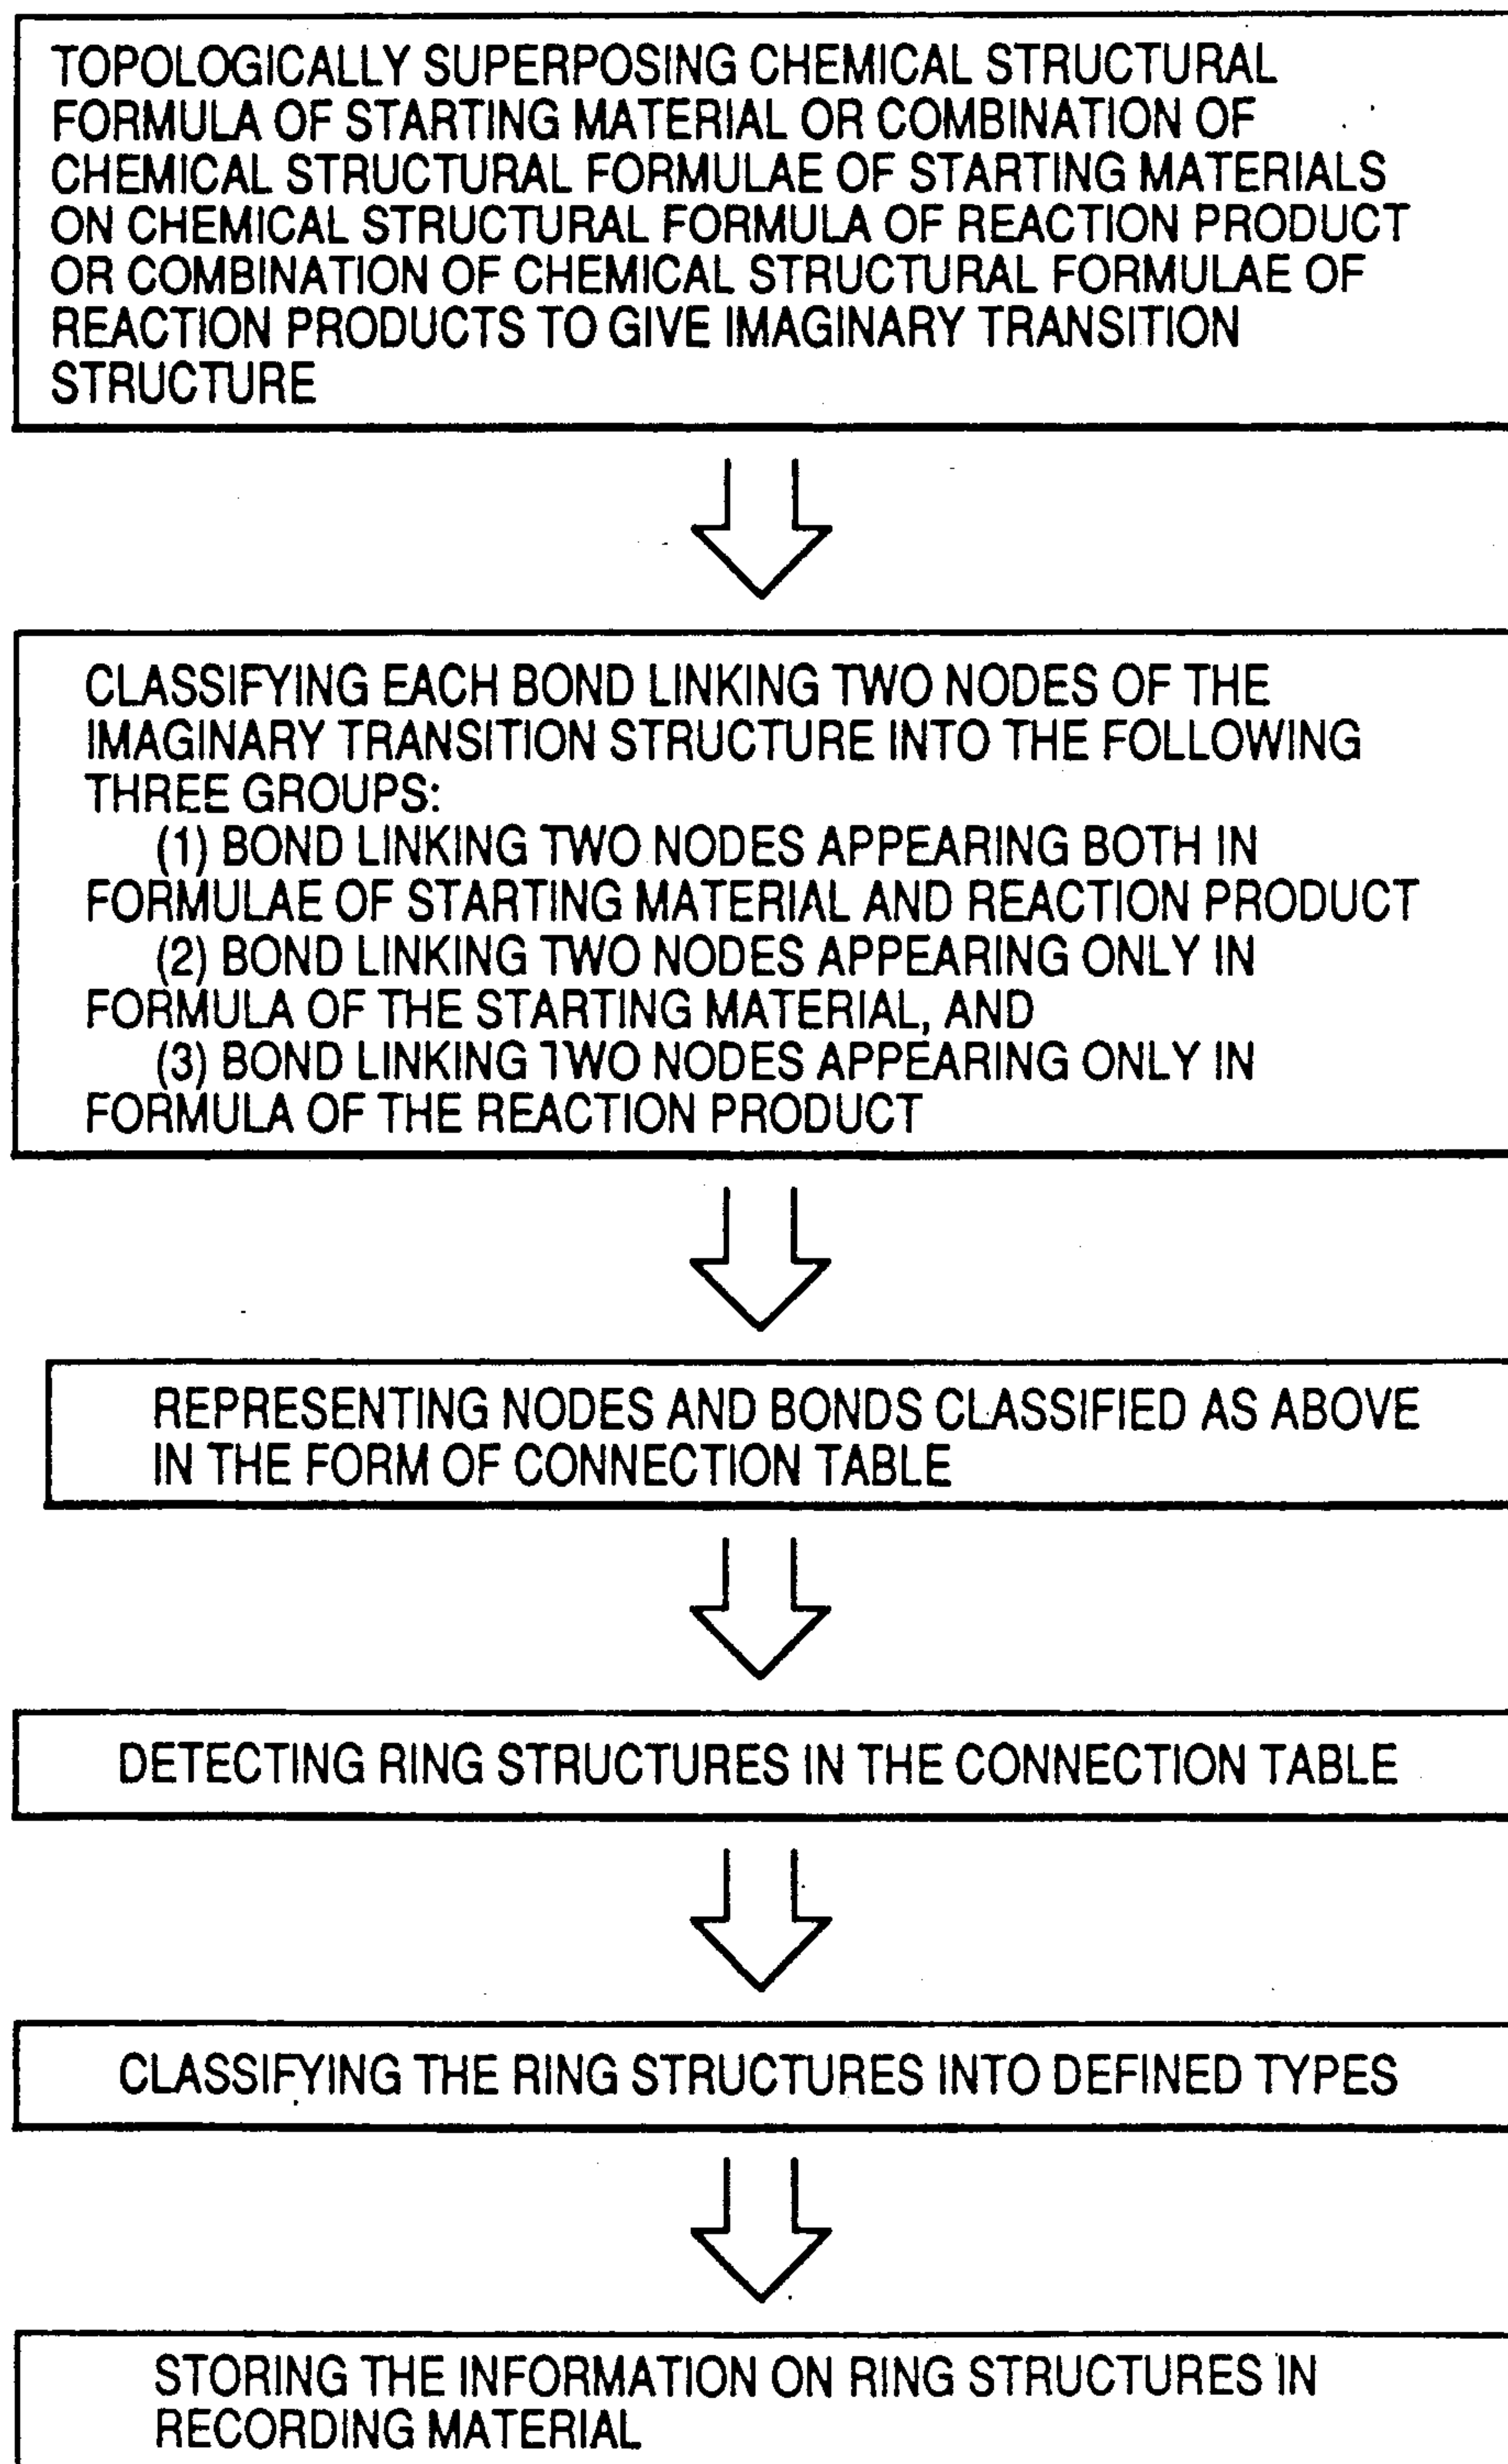 TOPOLOGICALLY SUPERPOSING CHEMICAL STRUCTURAL
FORMULA OF STARTING MATERIAL OR COMBINATION OF
CHEMICAL STRUCTURAL FORMULAE OF STARTING MATERIALS
ON CHEMICAL STRUCTURAL FORMULA OF REACTION PRODUCT
OR COMBINATION OF CHEMICAL STRUCTURAL FORMULAE OF
REACTION PRODUCTS TO GIVE IMAGINARY TRANSITION
STRUCTURE
CLASSIFYING EACH BOND LINKING TWO NODES OF THE
IMAGINARY TRANSITION STRUCTURE INTO THE FOLLOWING
THREE GROUPS:
(1) BOND LINKING TWO NODES APPEARING BOTH IN
FORMULAE OF STARTING MATERIAL AND REACTION PRODUCT
(2) BOND LINKING TWO NODES APPEARING ONLY IN
FORMULA OF THE STARTING MATERIAL, AND
(3) BOND LINKING TWO NODES APPEARING ONLY IN
FORMULA OF THE REACTION PRODUCT
REPRESENTING NODES AND BONDS CLASSIFIED AS ABOVE
IN THE FORM OF CONNECTION TABLE
DETECTING RING STRUCTURES IN THE CONNECTION TABLE
CLASSIFYING THE RING STRUCTURES INTO DEFINED TYPES
STORING THE INFORMATION ON RING STRUCTURES IN
RECORDING MATERIAL